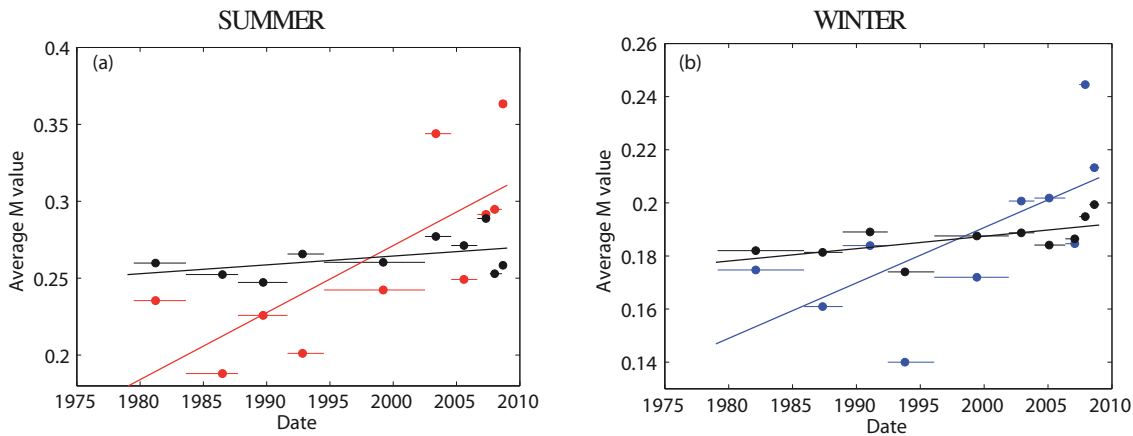 SUMMER
WINTER
(a)
0.4
0.35
0.3
0.25
0.2
Average M value
1975 1980 1985 1990 1995 2000 2005 2010
Date
(b)
0.26
0.24
0.22
0.2
0.18
0.16
0.14
Average M value
1975 1980 1985 1990 1995 2000 2005 2010
Date